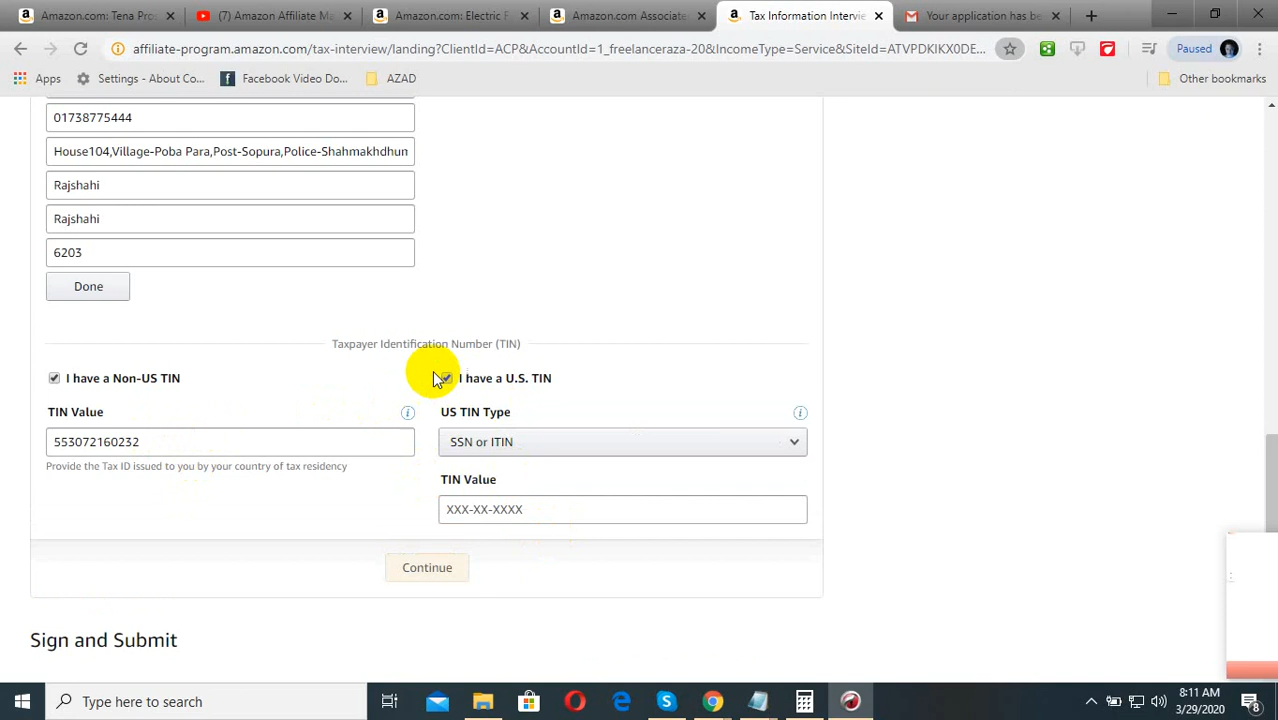 Amazon.com: Tena Pro
(7) Amazon Affiliate Ma
Amazon.com: Electric F
Amazon.com Associate
Tax Information Intervie
Your application has be
affiliate-program.amazon.com/tax-interview/landing?ClientId=ACP&AccountId=1_freelanceraza-20&IncomeType=Service&SiteId=ATVPDKIKX0DE...
Paused
Apps
Settings - About Co...
Facebook Video Do...
AZAD
Other bookmarks
01738775444
House104,Village-Poba Para,Post-Sopura,Police-Shahmakhdhun
Rajshahi
Rajshahi
6203
Done
Taxpayer Identification Number (TIN)
I have a Non-US TIN
I have a U.S. TIN
TIN Value
US TIN Type
553072160232
SSN or ITIN
Provide the Tax ID issued to you by your country of tax residency
TIN Value
XXX-XX-XXXX
Continue
Sign and Submit
Type here to search
8:11 AM
3/29/2020
8